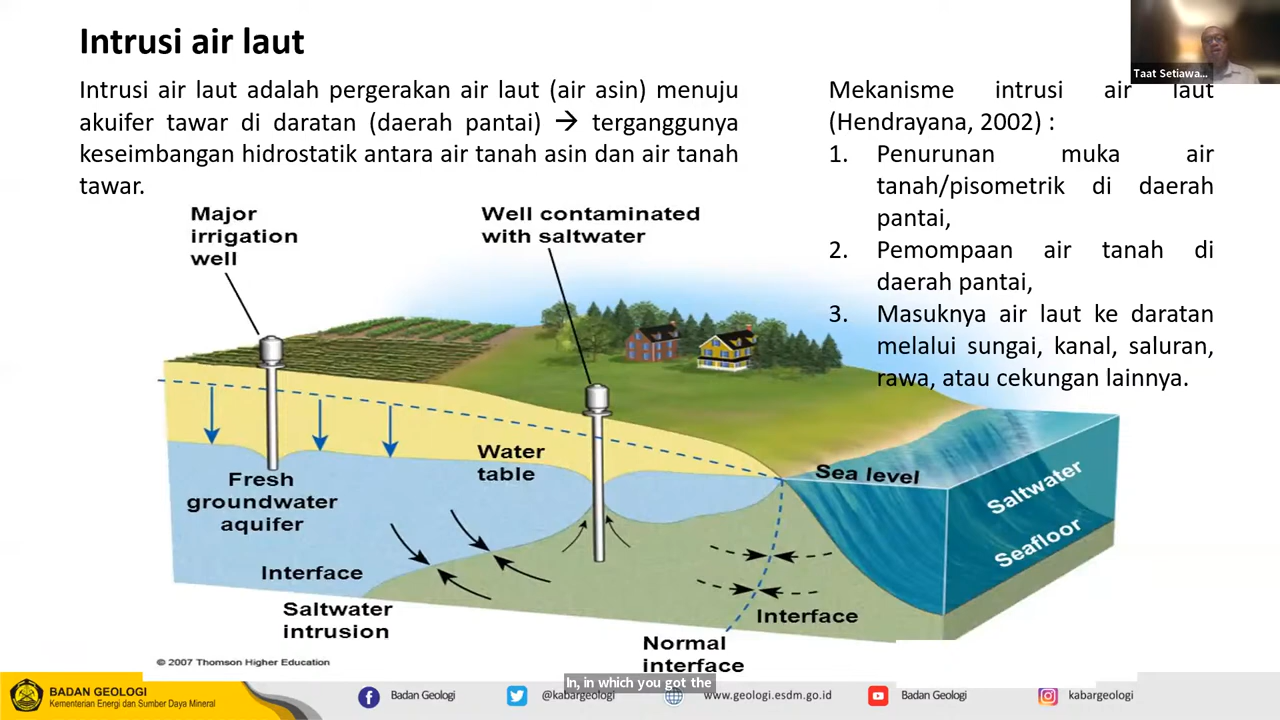 Intrusi air laut
Taat Setiawa...
Intrusi air laut adalah pergerakan air laut (air asin) menuju
akuifer tawar di daratan (daerah pantai) → terganggunya
keseimbangan hidrostatik antara air tanah asin dan air tanah
tawar.
Mekanisme intrusi air laut
(Hendrayana, 2002) :
1. Penurunan muka air
tanah/pisometrik di daerah
pantai,
2. Pemompaan air tanah di
daerah pantai,
3. Masuknya air laut ke daratan
melalui sungai, kanal, saluran,
rawa, atau cekungan lainnya.
Major
irrigation
well
Well contaminated
with saltwater
Water
table
Sea level
Saltwater
Seafloor
Fresh
groundwater
aquifer
Interface
Saltwater
intrusion
Interface
Normal
interface
© 2007 Thomson Higher Education
In, in which you got the
BADAN GEOLOGI
Kementerian Energi dan Sumber Daya Mineral
Badan Geologi
@kabargeologi
www.geologi.esdm.go.id
Badan Geologi
kabargeologi